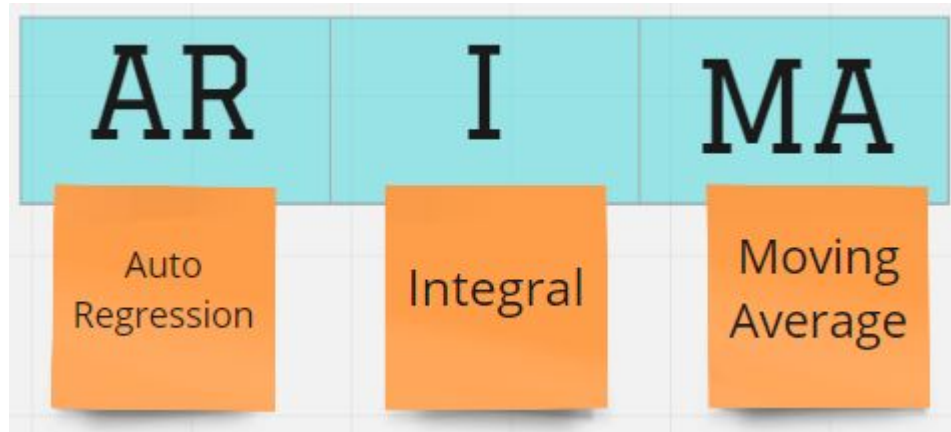 AR I MA
Auto
Regression
Integral
Moving
Average